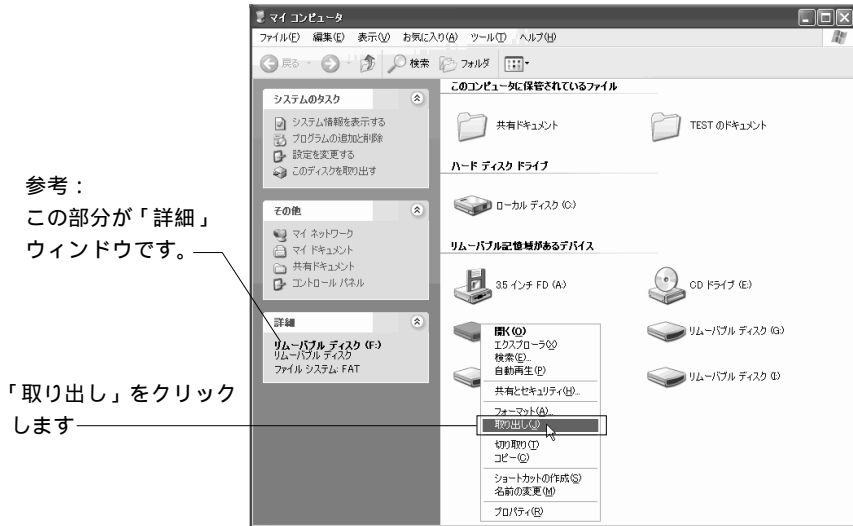 マイ コンピュータ
ファイル(F) 編集(E) 表示(V) お気に入り(A) ツール(T) ヘルプ(H)
戻る 検索 フォルダ
システムのタスク
システム情報を表示する
プログラムの追加と削除
設定を変更する
このディスクを取り出す
その他
マイ ネットワーク
マイ ドキュメント
共有ドキュメント
コントロール パネル
詳細
リムーバブル ディスク (F:)
リムーバブル ディスク
ファイル システム: FAT
このコンピュータに保管されているファイル
共有ドキュメント
TEST のドキュメント
ハード ディスク ドライブ
ローカル ディスク (C:)
リムーバブル記憶域があるデバイス
3.5 インチ FD (A:)
CD ドライブ (E:)
リムーバブル ディスク (G:)
リムーバブル ディスク (I:)
開く(O)
エクスプローラ(X)
検索(E)...
自動再生(P)
共有とセキュリティ(H)...
フォーマット(A)...
取り出し(J)
切り取り(T)
コピー(C)
ショートカットの作成(S)
名前の変更(M)
プロパティ(R)
参考：
この部分が「詳細」
ウィンドウです。
「取り出し」をクリック
します